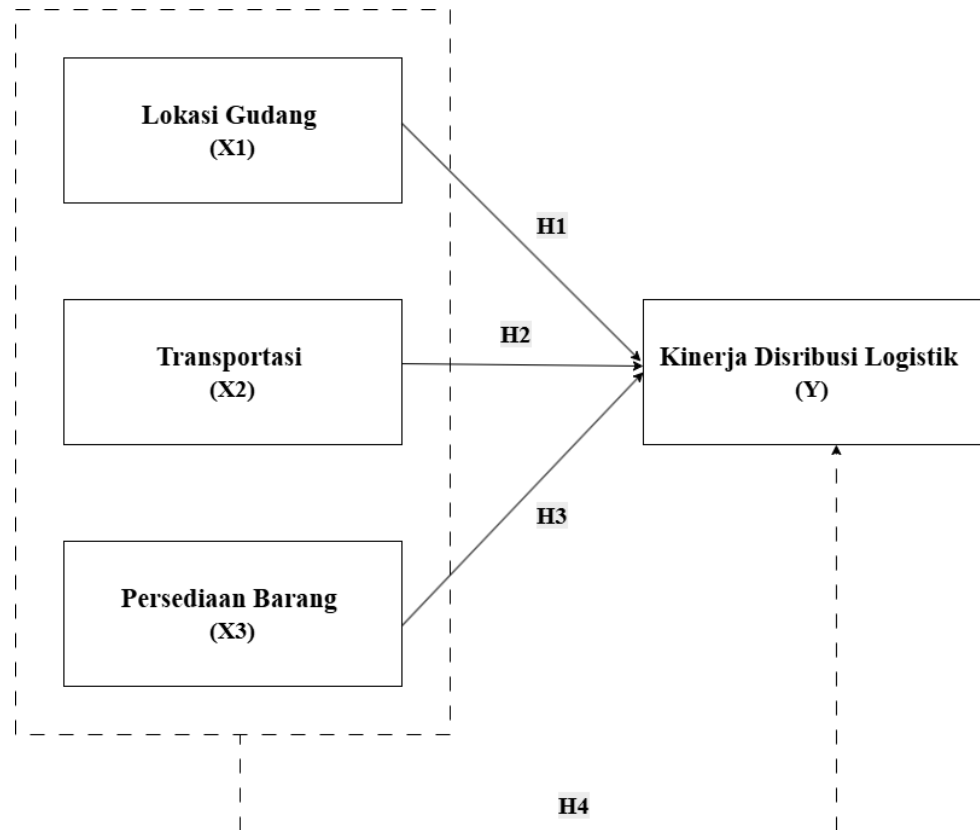 Lokasi Gudang
(X1)
H1
Transportasi
(X2)
H2
Kinerja Disribusi Logistik
(Y)
H3
Persediaan Barang
(X3)
H4